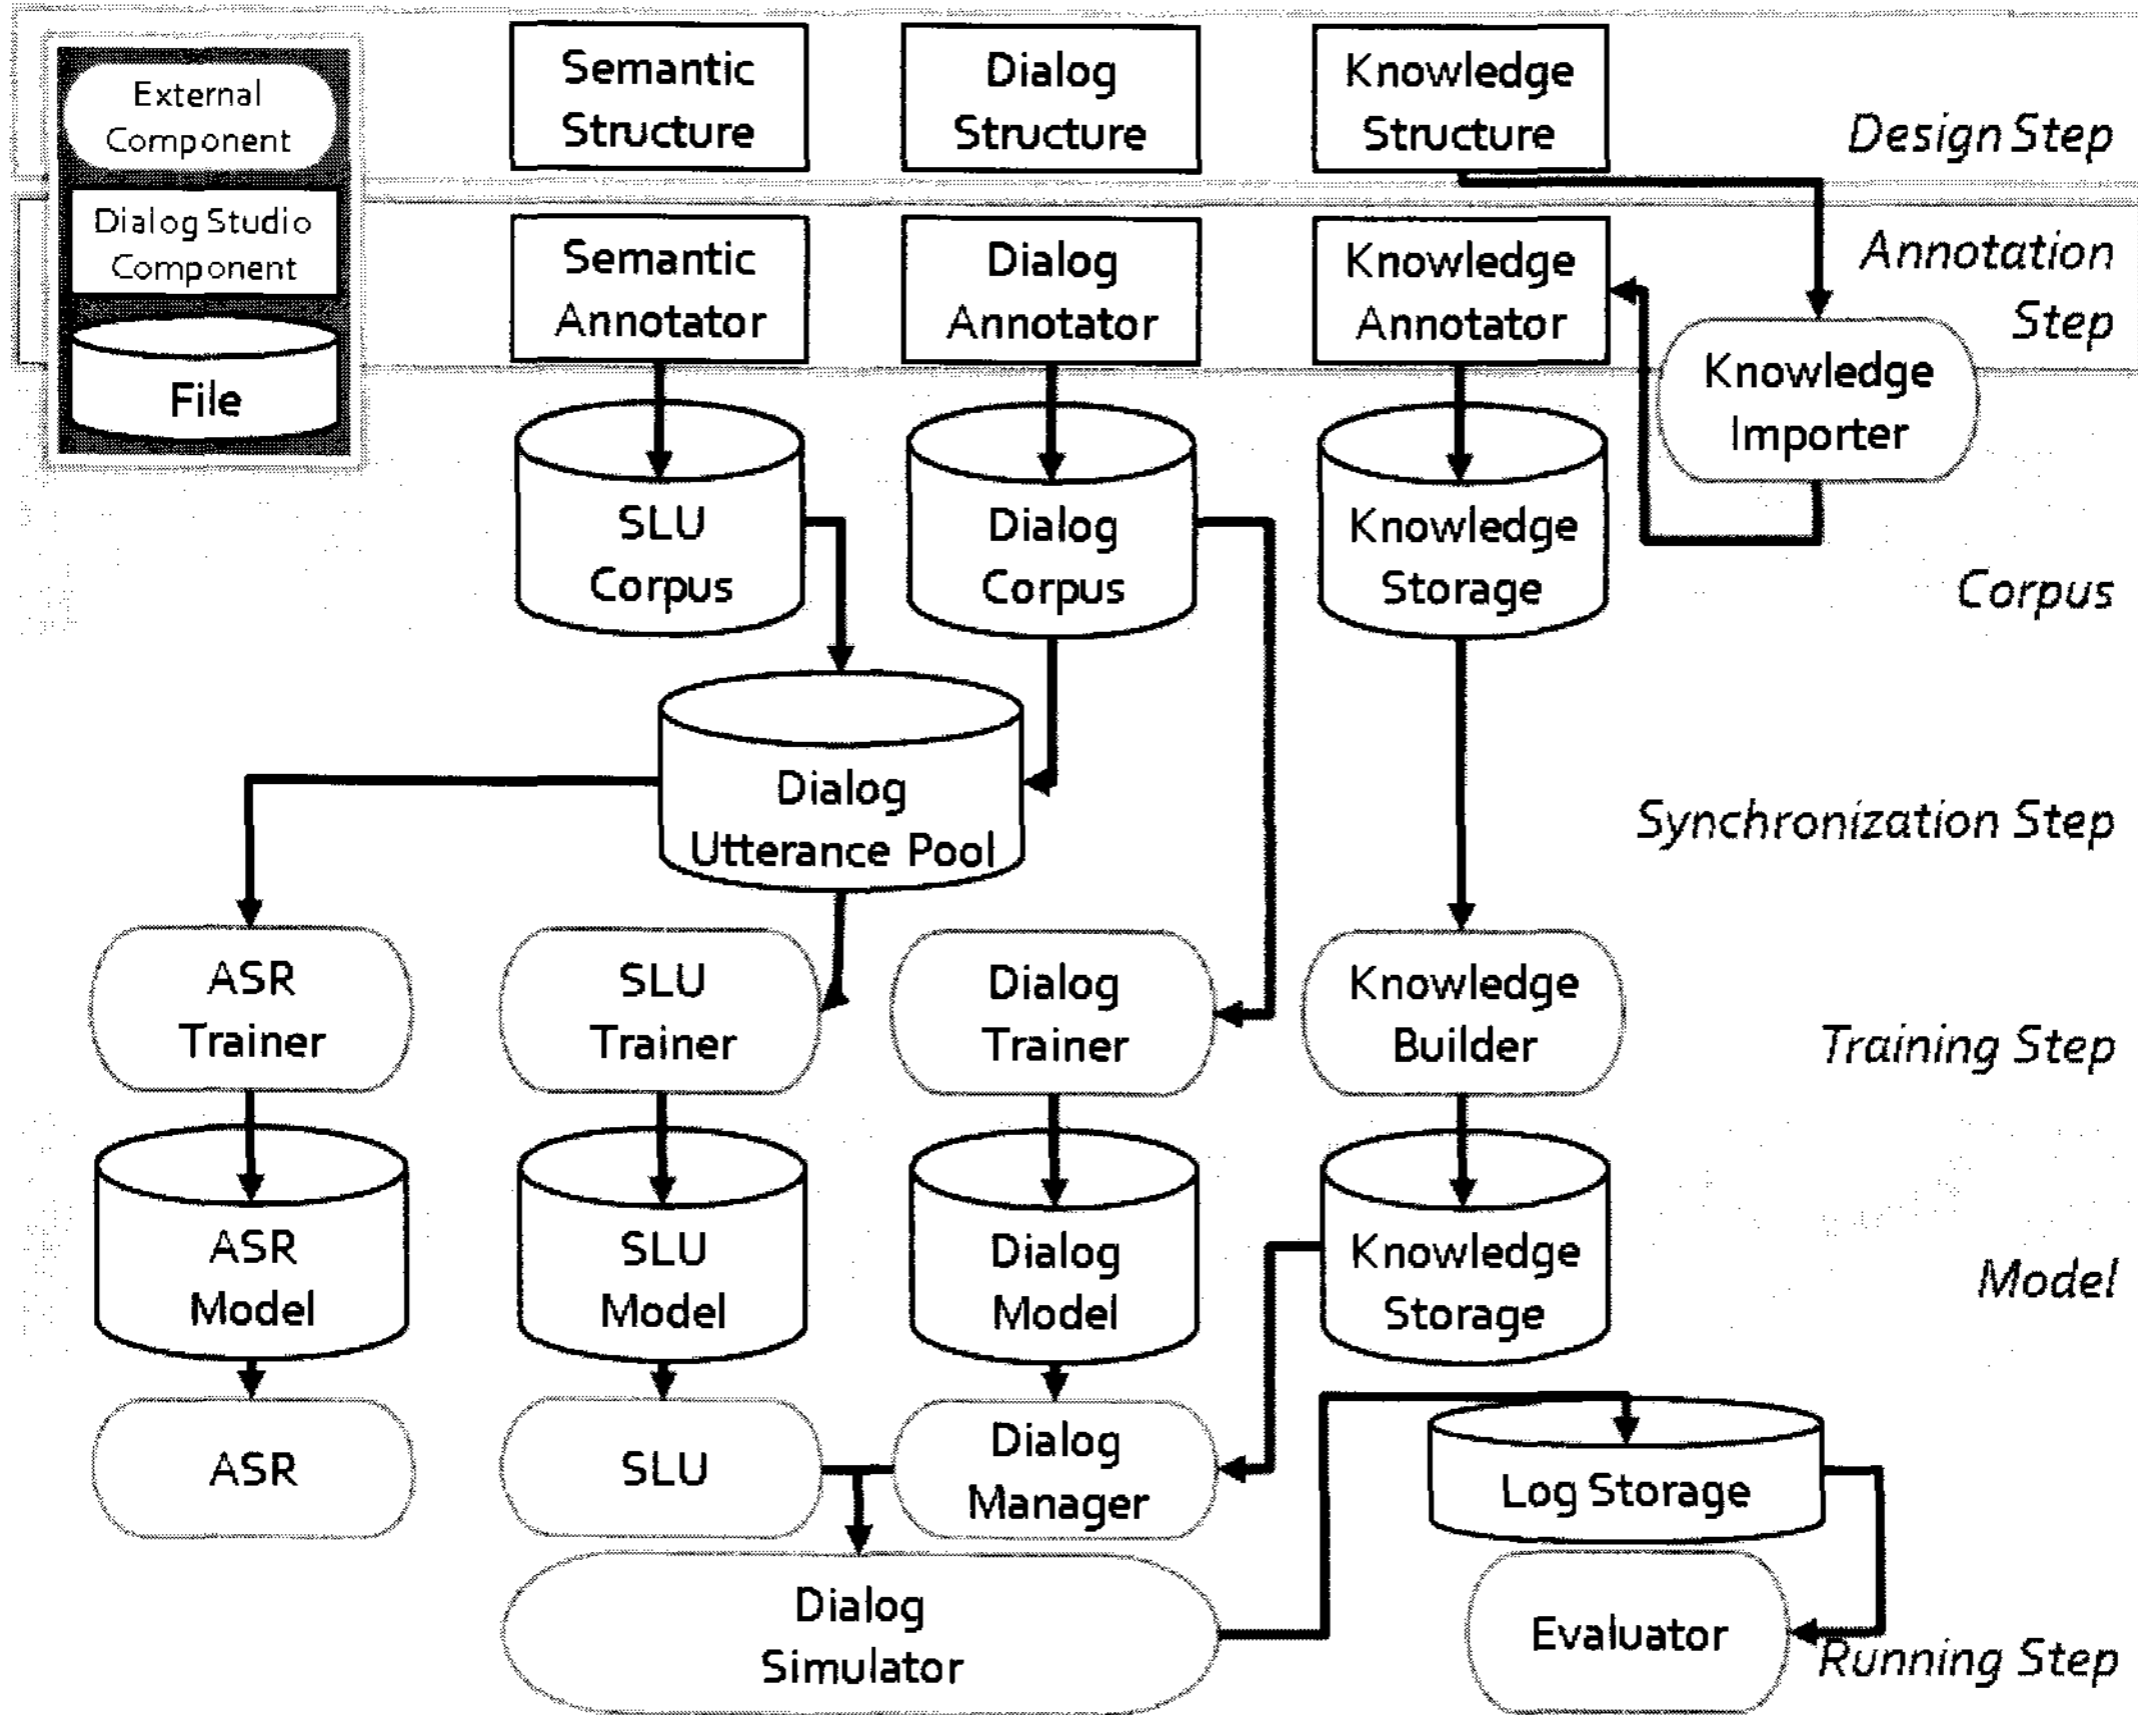 External
Component
Dialog Studio
Component
File
Semantic
Structure
Dialog
Structure
Knowledge
Structure
Design Step
Semantic
Annotator
Dialog
Annotator
Knowledge
Annotator
Annotation
Step
Knowledge
Importer
SLU
Corpus
Dialog
Corpus
Knowledge
Storage
Corpus
Dialog
Utterance Pool
Synchronization Step
ASR
Trainer
SLU
Trainer
Dialog
Trainer
Knowledge
Builder
Training Step
ASR
Model
SLU
Model
Dialog
Model
Knowledge
Storage
Model
ASR
SLU
Dialog
Manager
Log Storage
Dialog
Simulator
Evaluator
Running Step